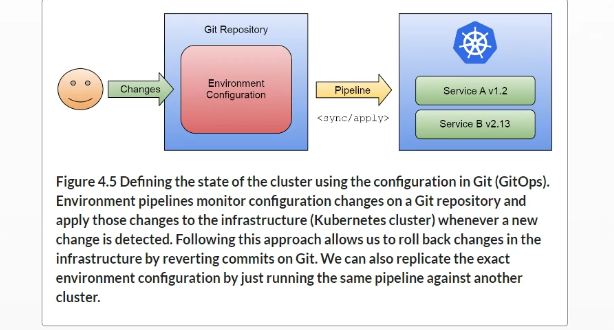 Git Repository
Changes
Environment
Configuration
Pipeline
<sync/apply>
Service A v1.2
Service B v2.13
Figure 4.5 Defining the state of the cluster using the configuration in Git (GitOps).
Environment pipelines monitor configuration changes on a Git repository and
apply those changes to the infrastructure (Kubernetes cluster) whenever a new
change is detected. Following this approach allows us to roll back changes in the
infrastructure by reverting commits on Git. We can also replicate the exact
environment configuration by just running the same pipeline against another
cluster.